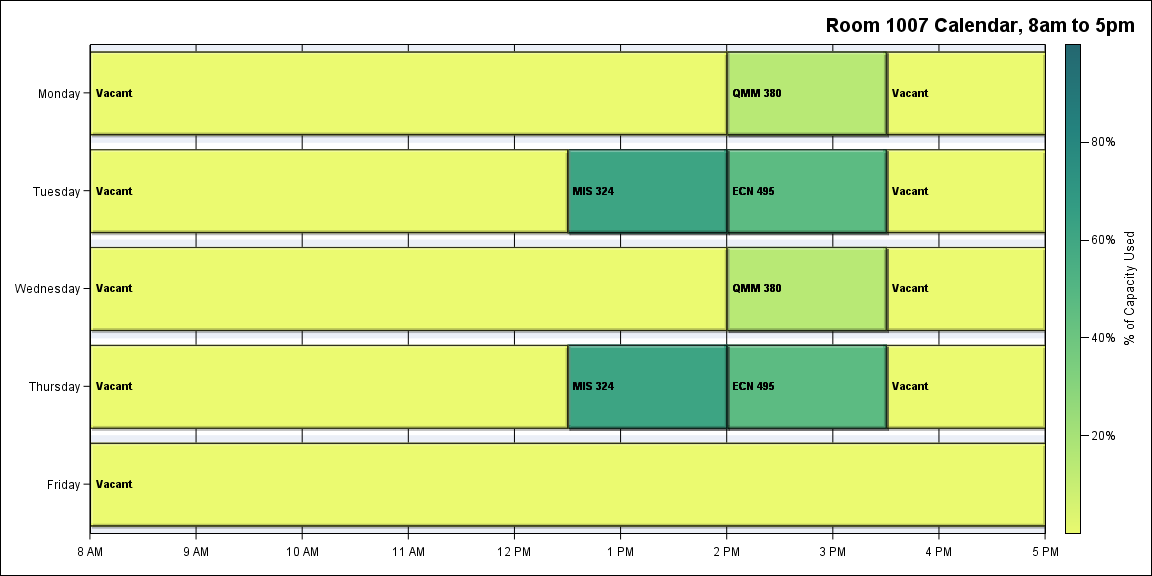 Room 1007 Calendar, 8am to 5pm
Monday Vacant QMM 380 Vacant
Tuesday Vacant MIS 324 ECN 495 Vacant
Wednesday Vacant QMM 380 Vacant
Thursday Vacant MIS 324 ECN 495 Vacant
Friday Vacant
8 AM 9 AM 10 AM 11 AM 12 PM 1 PM 2 PM 3 PM 4 PM 5 PM
80%
60%
40%
20%
% of Capacity Used